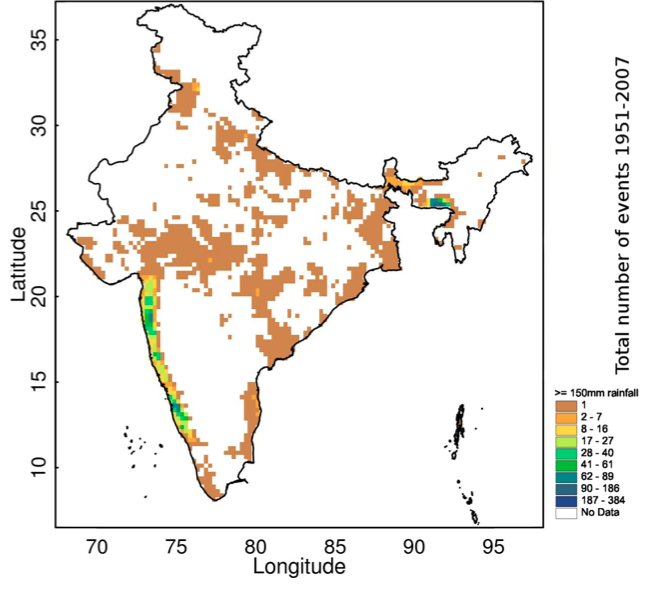 35
30
25
20
15
10
Latitude
70 75 80 85 90 95
Longitude
Total number of events 1951-2007
>= 150mm rainfall
1
2 - 7
8 - 16
17 - 27
28 - 40
41 - 61
62 - 89
90 - 186
187 - 384
No Data